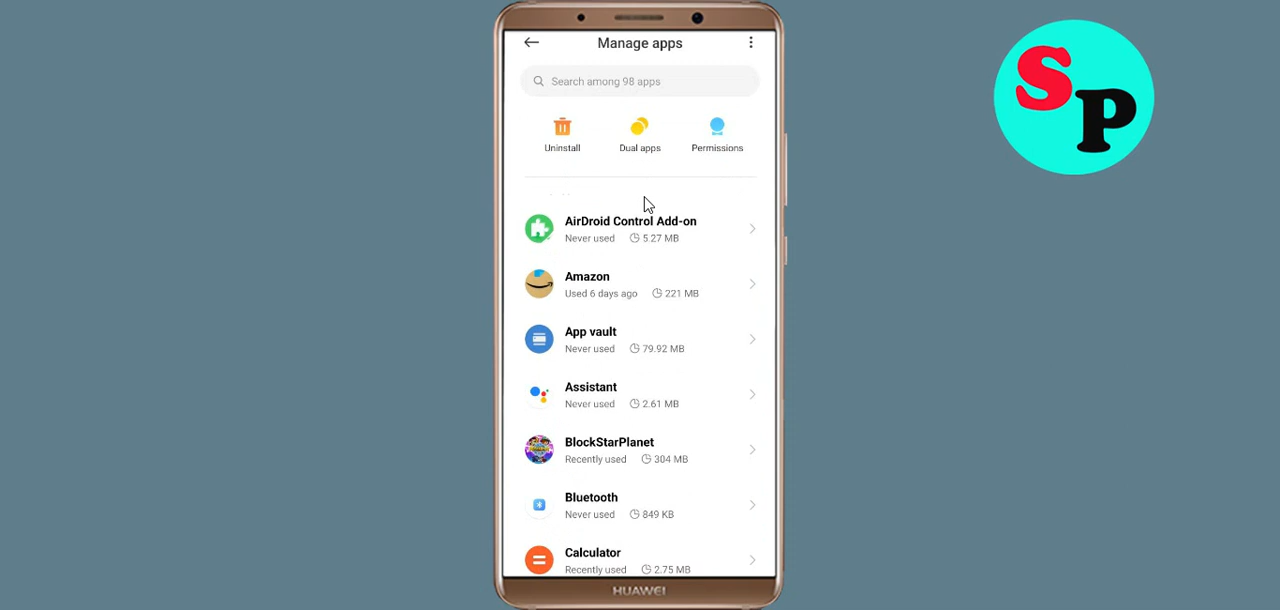 Manage apps
Search among 98 apps
Uninstall
Dual apps
Permissions
AirDroid Control Add-on
Never used 5.27 MB
Amazon
Used 6 days ago 221 MB
App vault
Never used 79.92 MB
Assistant
Never used 2.61 MB
BlockStarPlanet
Recently used 304 MB
Bluetooth
Never used 849 KB
Calculator
Recently used 2.75 MB
HUAWEI
SP